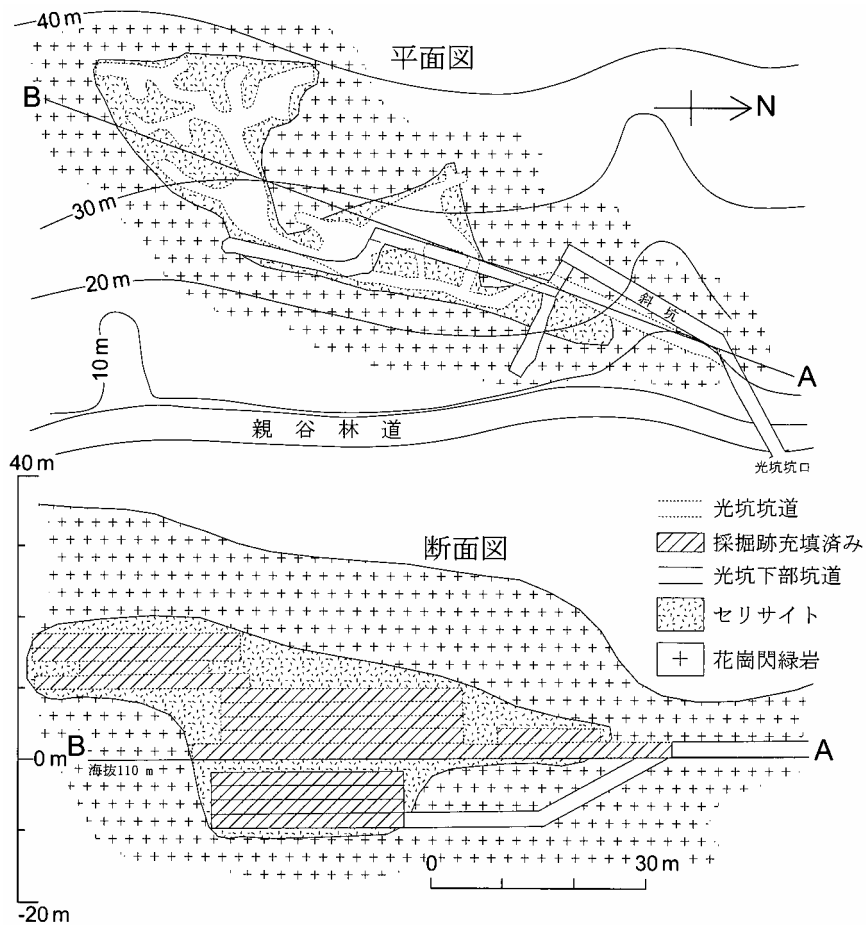 40 m
平面図
B
N
30 m
20 m
斜坑
10 m
A
親谷林道
光坑坑口
40 m
断面図
光坑坑道
採掘跡充填済み
光坑下部坑道
セリサイト
花崗閃緑岩
B
0 m
A
海抜110 m
0
30 m
-20 m